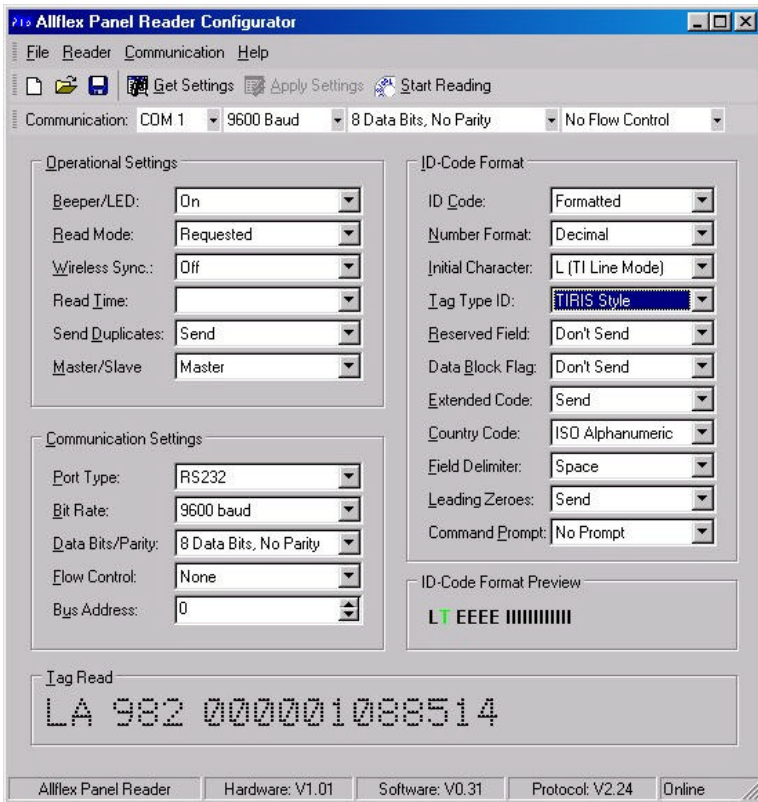 Allflex Panel Reader Configurator
File Reader Communication Help
Get Settings Apply Settings Start Reading
Communication: COM 1 9600 Baud 8 Data Bits, No Parity No Flow Control
Operational Settings
Beeper/LED: On
Read Mode: Requested
Wireless Sync.: Off
Read Time:
Send Duplicates: Send
Master/Slave Master
Communication Settings
Port Type: RS232
Bit Rate: 9600 baud
Data Bits/Parity: 8 Data Bits, No Parity
Flow Control: None
Bus Address: 0
ID-Code Format
ID Code: Formatted
Number Format: Decimal
Initial Character: L (TI Line Mode)
Tag Type ID: TIRIS Style
Reserved Field: Don't Send
Data Block Flag: Don't Send
Extended Code: Send
Country Code: ISO Alphanumeric
Field Delimiter: Space
Leading Zeroes: Send
Command Prompt: No Prompt
ID-Code Format Preview
LT EEEE IIIIIIIIIIII
Tag Read
LA 982 000001088514
Allflex Panel Reader Hardware: V1.01 Software: V0.31 Protocol: V2.24 Online